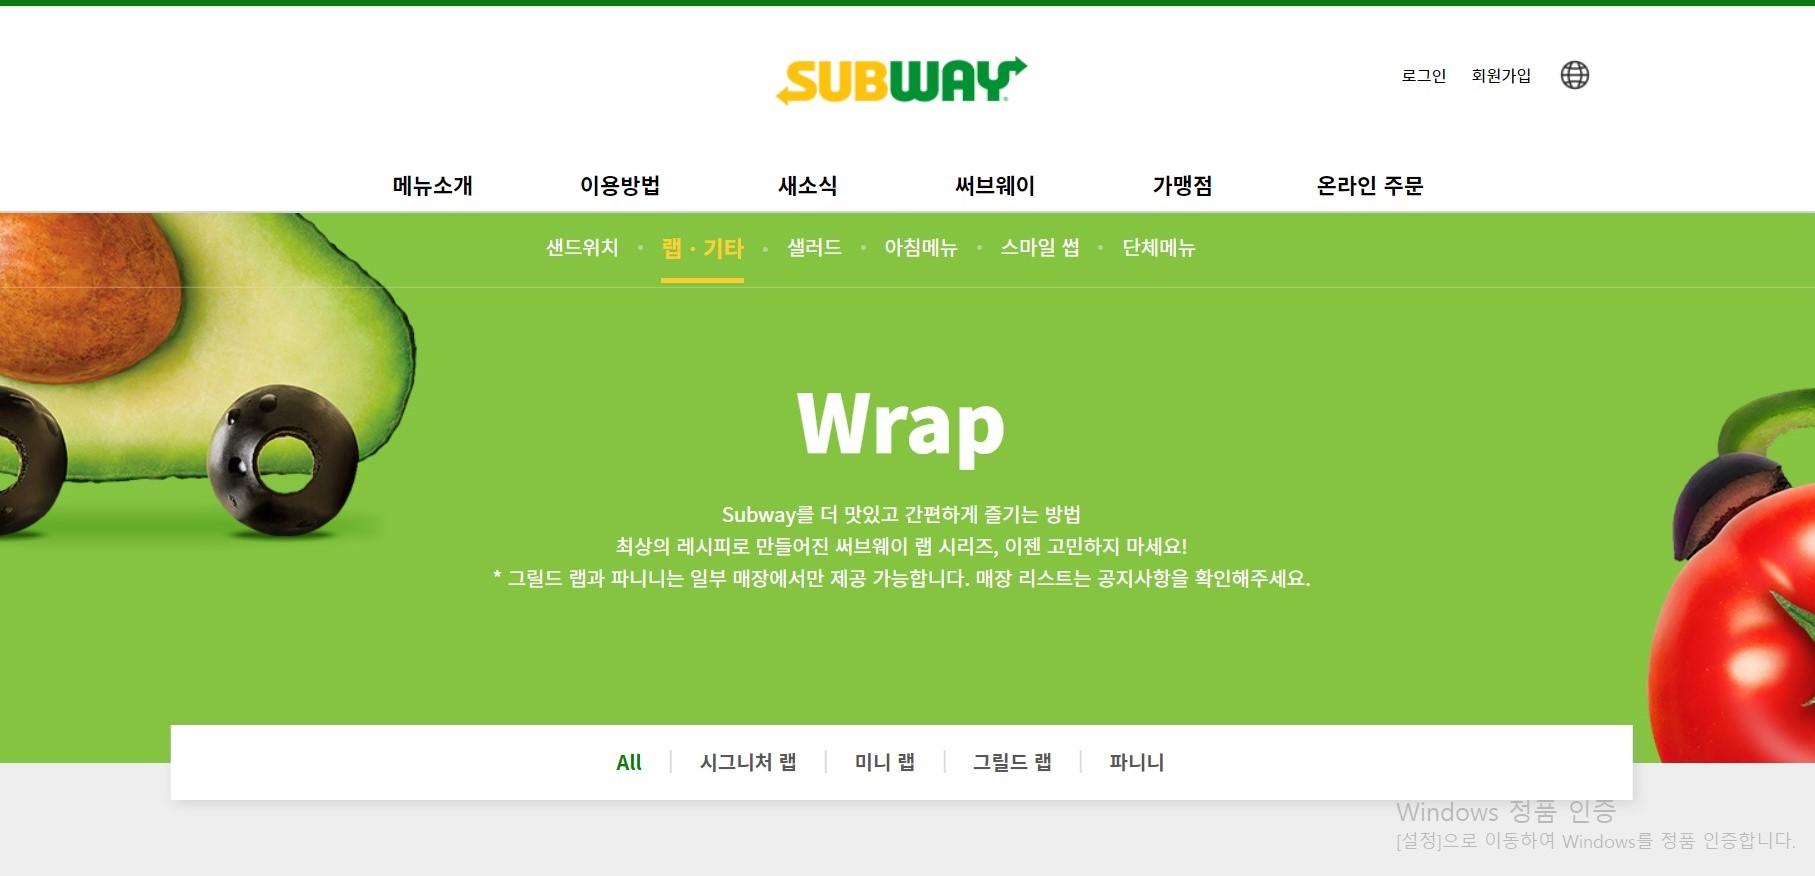 SUBWAY
로그인 회원가입
메뉴소개 이용방법 새소식 써브웨이 가맹점 온라인 주문
샌드위치 • 랩 · 기타 • 샐러드 • 아침메뉴 • 스마일 썹 • 단체메뉴
Wrap
Subway를 더 맛있고 간편하게 즐기는 방법
최상의 레시피로 만들어진 써브웨이 랩 시리즈, 이젠 고민하지 마세요!
* 그릴드 랩과 파니니는 일부 매장에서만 제공 가능합니다. 매장 리스트는 공지사항을 확인해주세요.
All | 시그니처 랩 | 미니 랩 | 그릴드 랩 | 파니니
Windows 정품 인증
[설정]으로 이동하여 Windows를 정품 인증합니다.